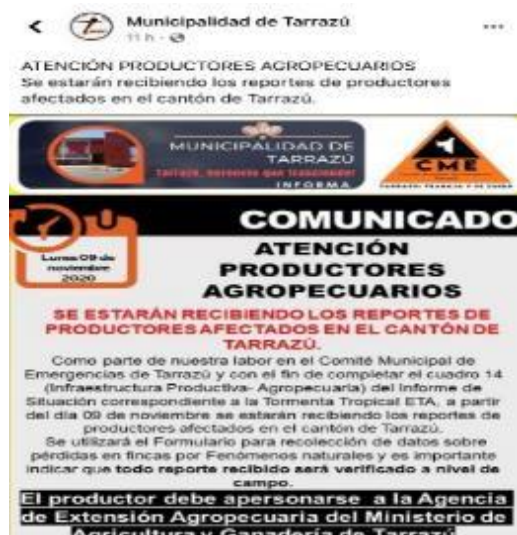 Municipalidad de Tarrazú
11 h
ATENCIÓN PRODUCTORES AGROPECUARIOS
Se estarán recibiendo los reportes de productores
afectados en el cantón de Tarrazú.
MUNICIPALIDAD DE
TARRAZÚ
INFORMA
CME
COMUNICADO
Lunes 09 de
noviembre
2020
ATENCIÓN
PRODUCTORES
AGROPECUARIOS
SE ESTARÁN RECIBIENDO LOS REPORTES DE
PRODUCTORES AFECTADOS EN EL CANTÓN DE
TARRAZÚ.
Como parte de nuestra labor en el Comité Municipal de
Emergencias de Tarrazú y con el fin de completar el cuadro 14
(Infraestructura Productiva- Agropecuaria) del Informe de
Situación correspondiente a la Tormenta Tropical ETA, a partir
del día 09 de noviembre se estarán recibiendo los reportes de
productores afectados en el cantón de Tarrazú.
Se utilizará el Formulario para recolección de datos sobre
pérdidas en fincas por Fenómenos naturales y es importante
indicar que todo reporte recibido será verificado a nivel de
campo.
El productor debe apersonarse a la Agencia
de Extensión Agropecuaria del Ministerio de
Agricultura y Ganadería de Tarrazú